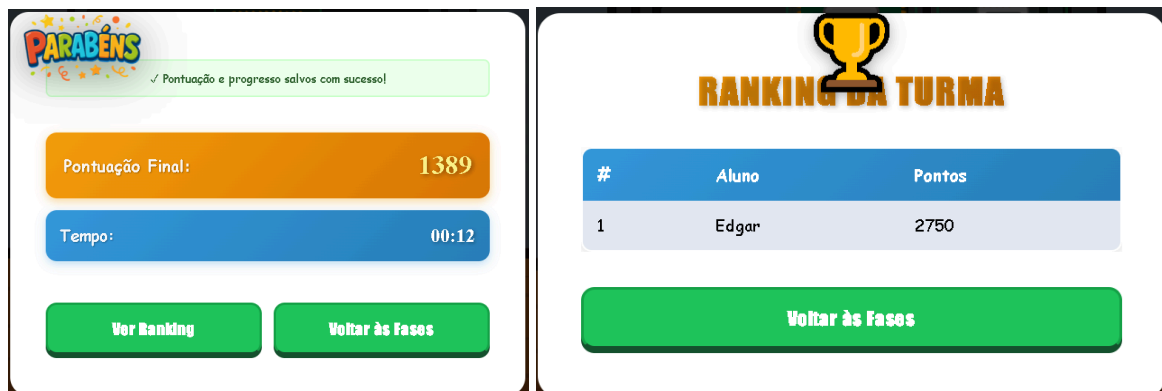 PARABÉNS
✓ Pontuação e progresso salvos com sucesso!
Pontuação Final: 1389
Tempo: 00:12
Ver Ranking Voltar às Fases
RANKING DA TURMA
# Aluno Pontos
1 Edgar 2750
Voltar às Fases